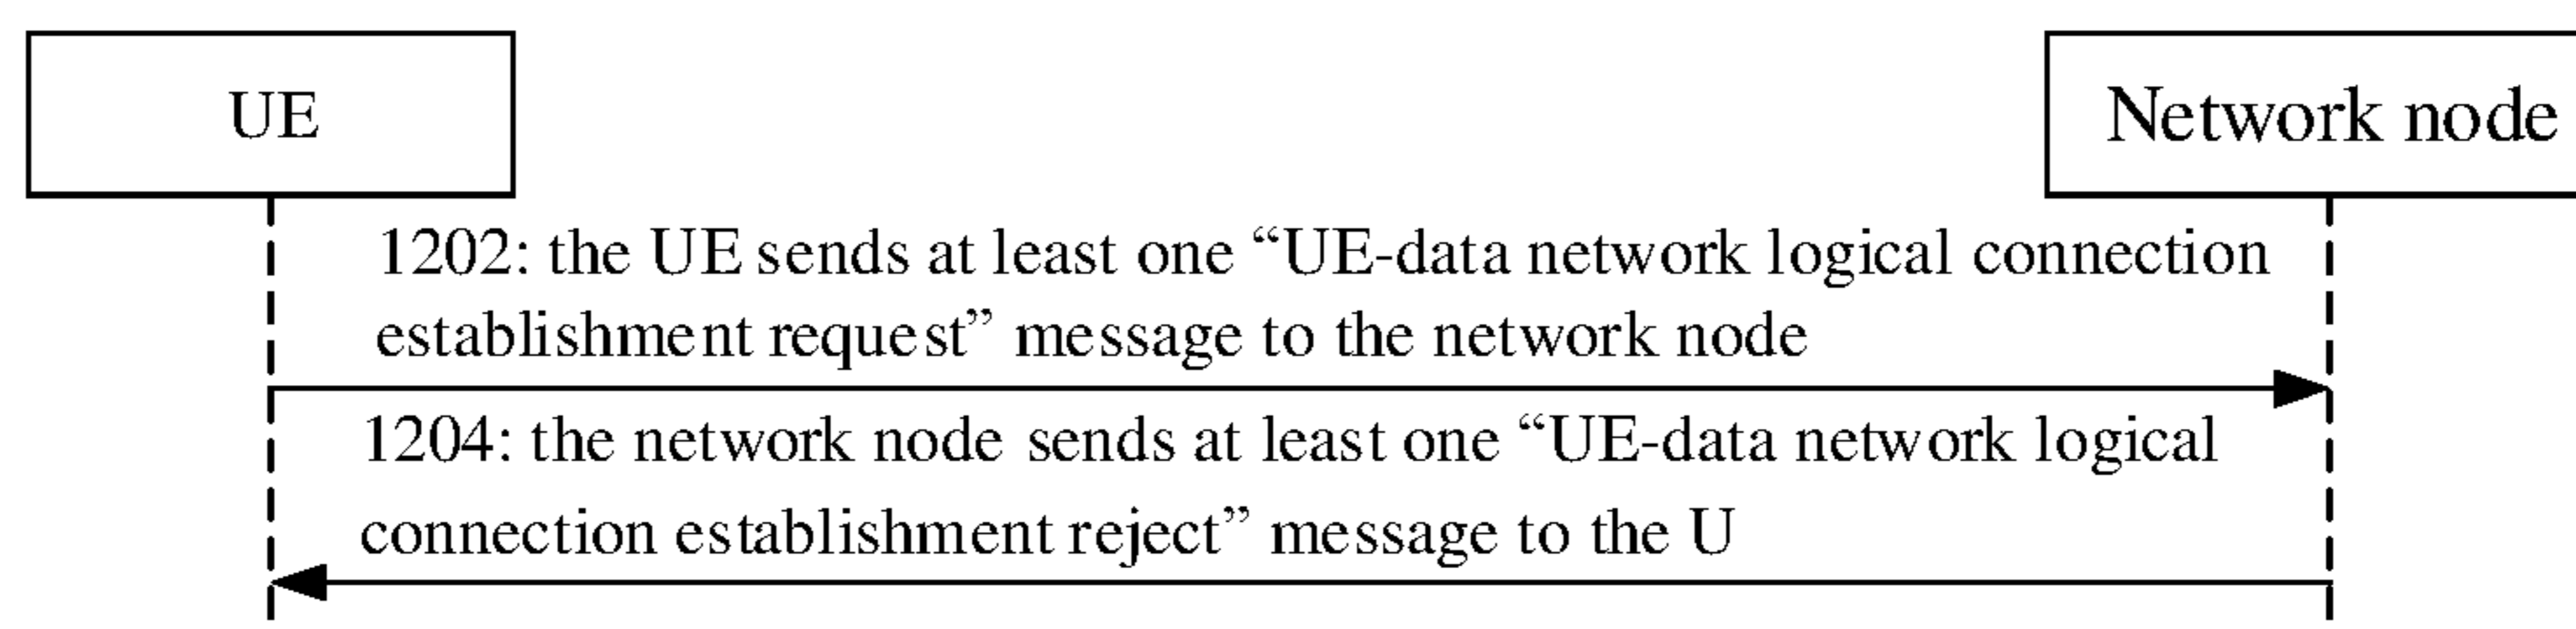 UE
Network node
1202: the UE sends at least one “UE-data network logical connection
establishment request” message to the network node
1204: the network node sends at least one “UE-data network logical
connection establishment reject” message to the U